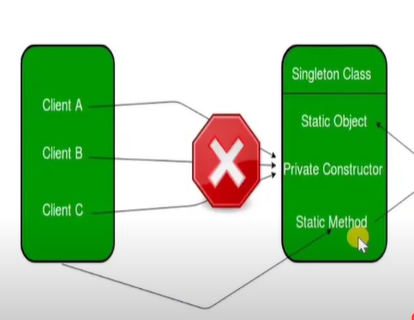 Client A
Client B
Client C
Singleton Class
Static Object
Private Constructor
Static Method